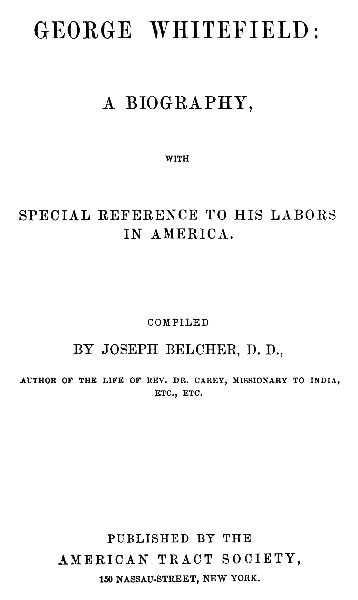 GEORGE WHITEFIELD:
A BIOGRAPHY,
WITH
SPECIAL REFERENCE TO HIS LABORS
IN AMERICA.
COMPILED
BY JOSEPH BELCHER, D. D.,
AUTHOR OF THE LIFE OF REV. DR. CAREY, MISSIONARY TO INDIA,
ETC., ETC.
PUBLISHED BY THE
AMERICAN TRACT SOCIETY,
150 NASSAU-STREET, NEW YORK.